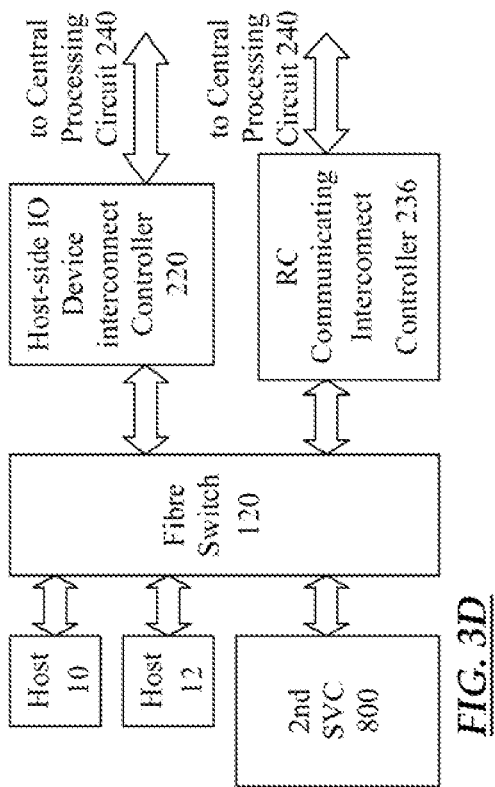 Host
10
Host
12
2nd
SVC
800
Fibre
Switch
120
Host-side IO
Device
interconnect
Controller
220
RC
Communicating
Interconnect
Controller 236
to Central
Processing
Circuit 240
to Central
Processing
Circuit 240
FIG. 3D